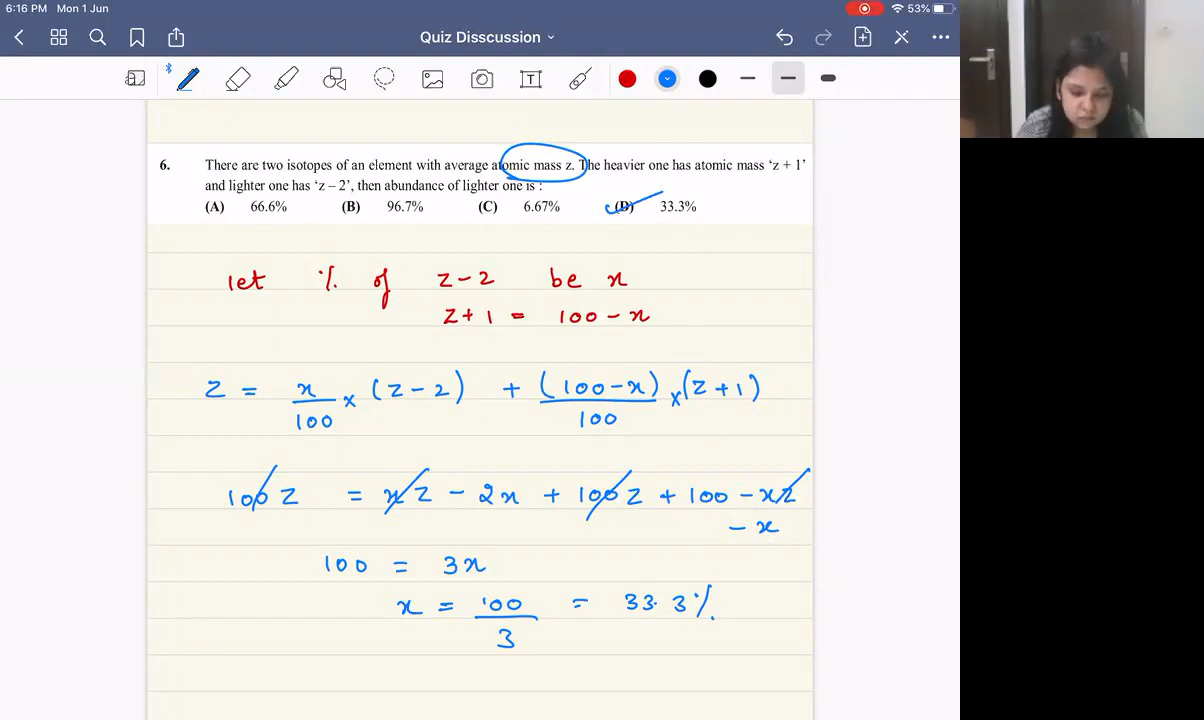 6:16 PM Mon 1 Jun 53%
Quiz Disscussion
6. There are two isotopes of an element with average atomic mass z. The heavier one has atomic mass ‘z + 1’
and lighter one has ‘z – 2’, then abundance of lighter one is :
(A) 66.6% (B) 96.7% (C) 6.67% (D) 33.3%
let % of z - 2 be x
z + 1 = 100 - x
z = x/100 × (z - 2) + (100 - x)/100 × (z + 1)
100 z = xz - 2x + 100 z + 100 - xz
- x
100 = 3x
x = 100/3 = 33.3%